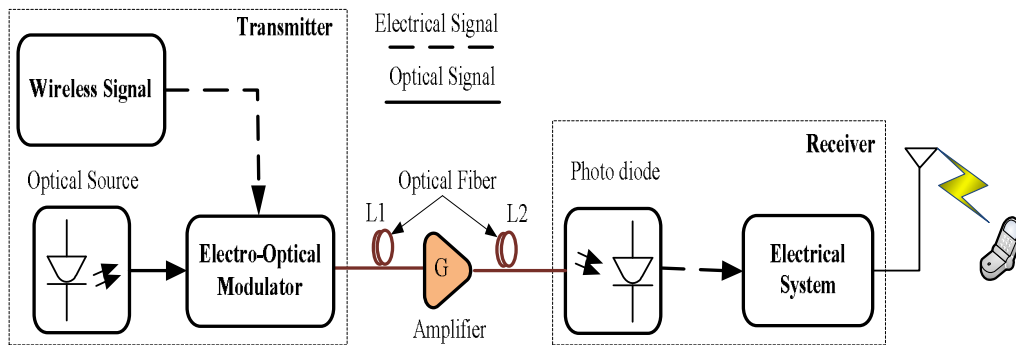 Transmitter
Wireless Signal
Electrical Signal
Optical Signal
Receiver
Optical Source
Optical Fiber
Photo diode
L1
L2
Electro-Optical
Modulator
G
Electrical
System
Amplifier